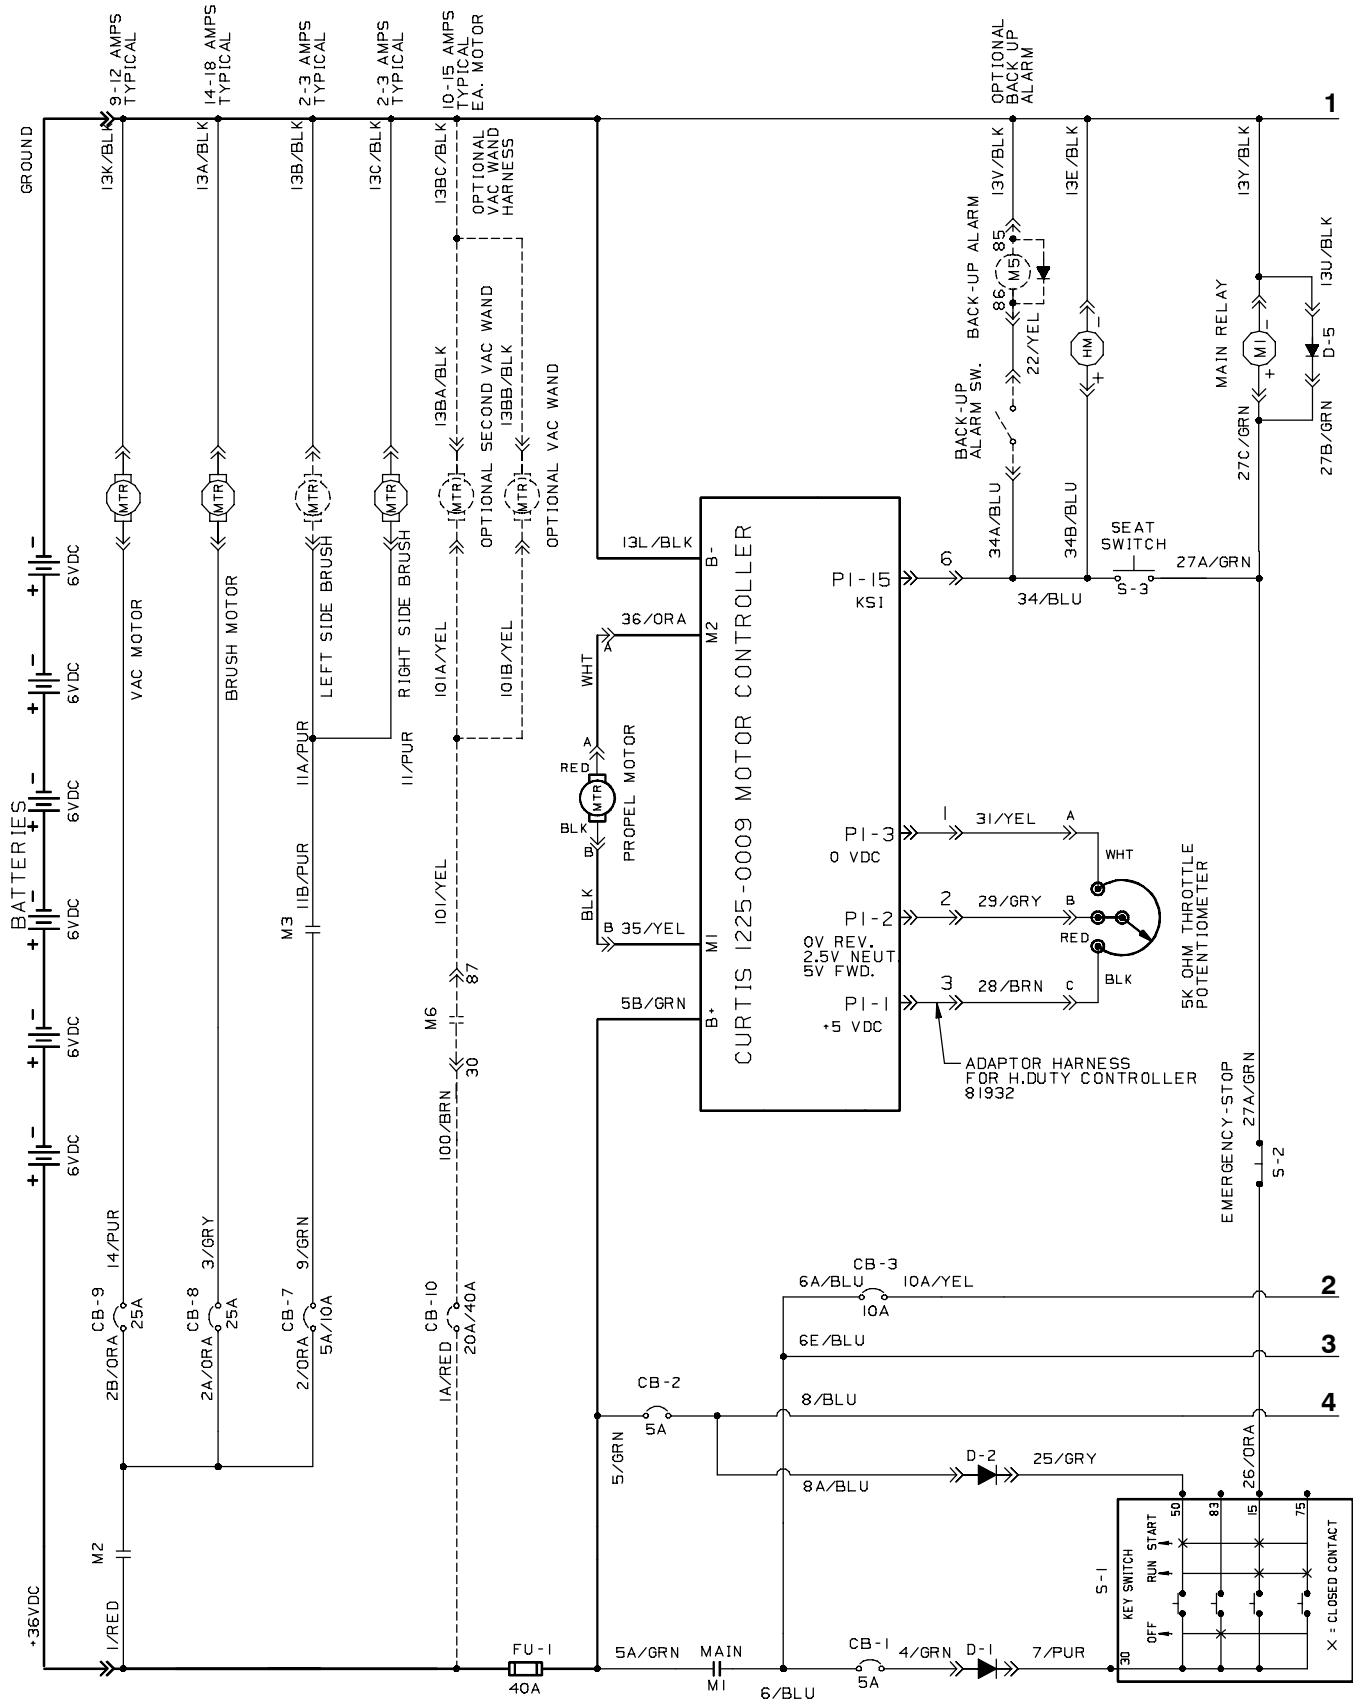 GROUND
BATTERIES
+36VDC
- 6VDC +
- 6VDC +
- 6VDC +
- 6VDC +
- 6VDC +
- 6VDC +
9-12 AMPS
TYPICAL
13K/BLK
MTR
VAC MOTOR
14/PUR
CB-9
25A
2B/ORA
M2
1/RED
14-18 AMPS
TYPICAL
13A/BLK
MTR
BRUSH MOTOR
3/GRY
CB-8
25A
2A/ORA
2-3 AMPS
TYPICAL
13B/BLK
MTR
LEFT SIDE BRUSH
11A/PUR
11B/PUR
M3
9/GRN
CB-7
5A/10A
2/ORA
2-3 AMPS
TYPICAL
13C/BLK
MTR
RIGHT SIDE BRUSH
11/PUR
10-15 AMPS
TYPICAL
EA. MOTOR
13BC/BLK
OPTIONAL
VAC WAND
HARNESS
13BA/BLK
MTR
OPTIONAL SECOND VAC WAND
101A/YEL
13BB/BLK
MTR
OPTIONAL VAC WAND
101B/YEL
101/YEL
87
M6
30
100/BRN
CB-10
20A/40A
1A/RED
FU-1
40A
13L/BLK
B-
36/ORA
A
M2
WHT
A
RED
MTR
PROPEL MOTOR
BLK
B
BLK
B
35/YEL
M1
5B/GRN
B+
CURTIS 1225-0009 MOTOR CONTROLLER
P1-15
KSI
6
P1-3
0 VDC
1
31/YEL
A
WHT
P1-2
0V REV.
2.5V NEUT
5V FWD.
2
29/GRY
B
RED
P1-1
+5 VDC
3
28/BRN
C
BLK
5K OHM THROTTLE
POTENTIOMETER
ADAPTOR HARNESS
FOR H.DUTY CONTROLLER
81932
OPTIONAL
BACK UP
ALARM
13V/BLK
85
M5
86
BACK-UP ALARM
22/YEL
BACK-UP
ALARM SW.
34A/BLU
13E/BLK
-
HM
+
34B/BLU
34/BLU
SEAT
SWITCH
S-3
27A/GRN
1
13Y/BLK
MAIN RELAY
-
M1
+
27C/GRN
13U/BLK
D-5
27B/GRN
27A/GRN
EMERGENCY-STOP
S-2
6A/BLU
CB-3
10A
10A/YEL
2
6E/BLU
3
CB-2
5A
8/BLU
4
5/GRN
8A/BLU
D-2
25/GRY
26/ORA
5A/GRN
MAIN
M1
6/BLU
CB-1
5A
4/GRN
D-1
7/PUR
S-1
KEY SWITCH
30
OFF
RUN
START
50
83
15
75
X = CLOSED CONTACT